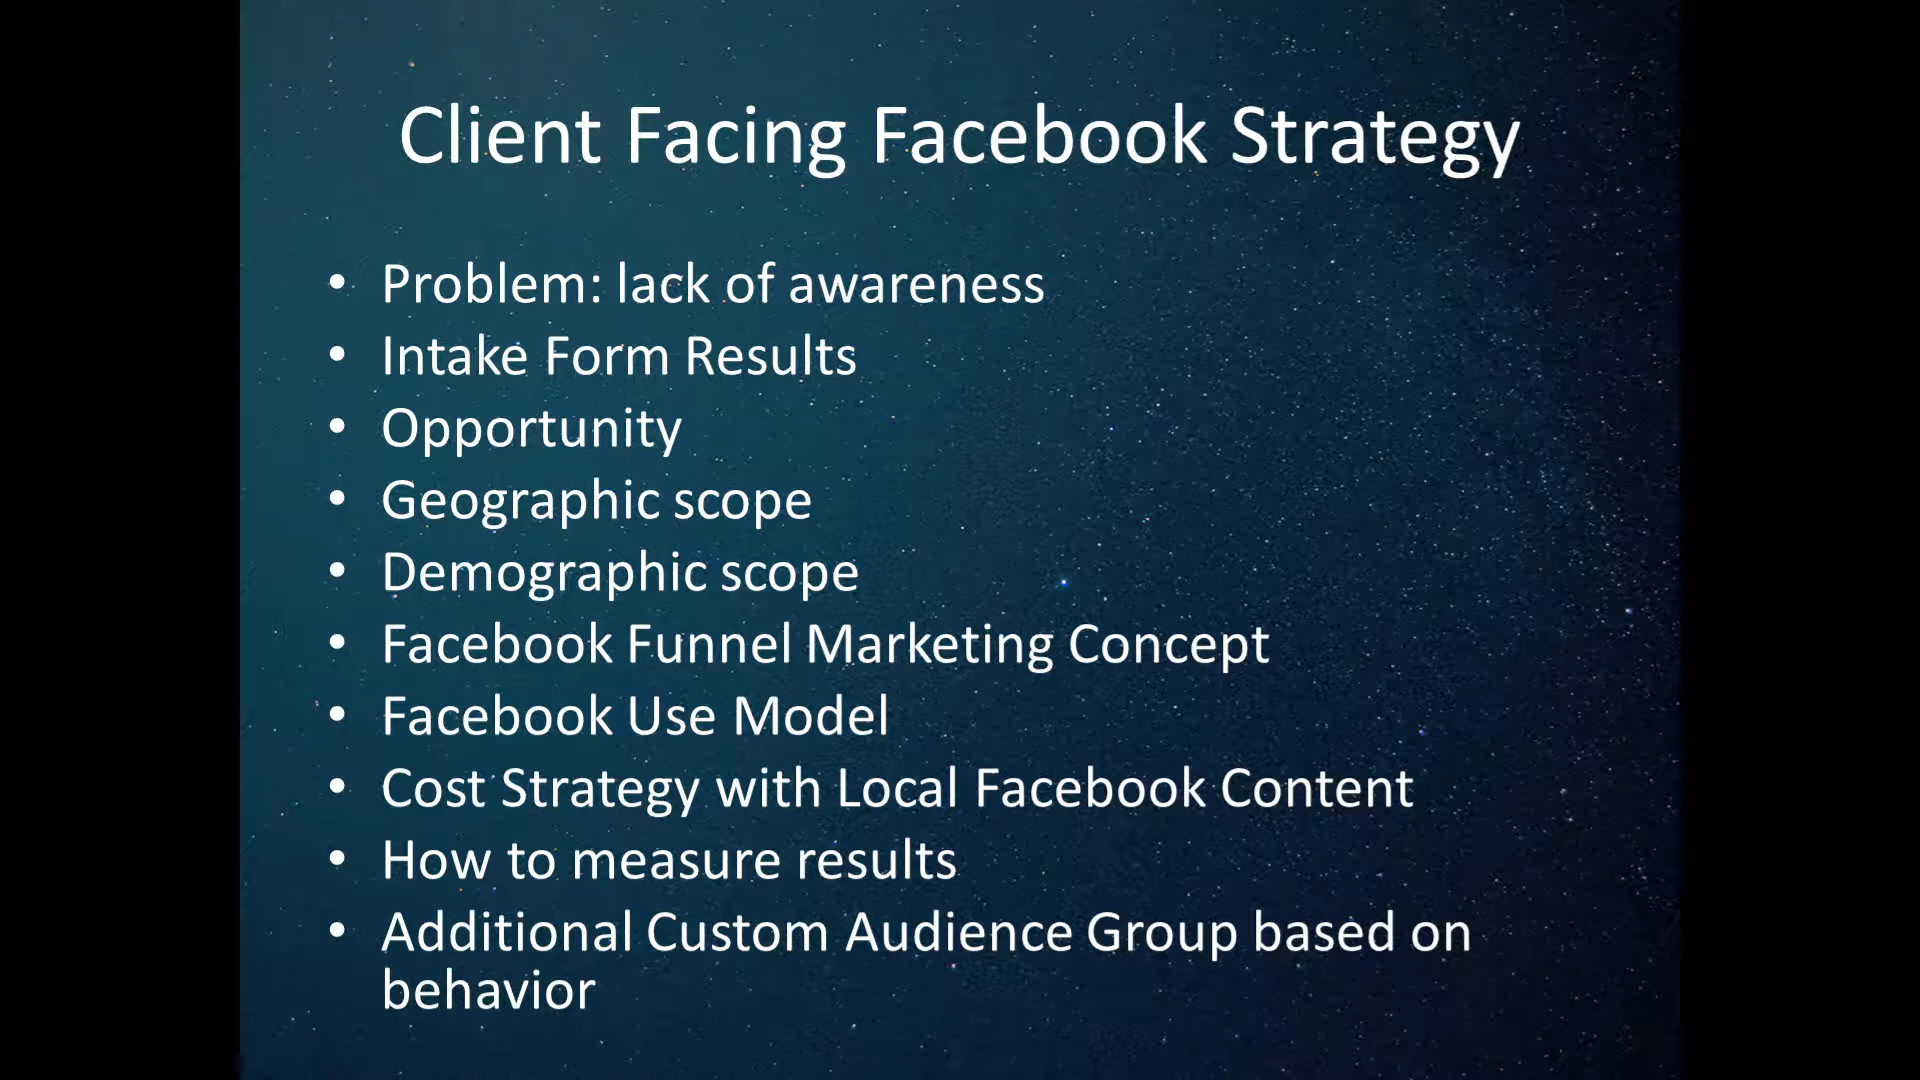 Client Facing Facebook Strategy
• Problem: lack of awareness
• Intake Form Results
• Opportunity
• Geographic scope
• Demographic scope
• Facebook Funnel Marketing Concept
• Facebook Use Model
• Cost Strategy with Local Facebook Content
• How to measure results
• Additional Custom Audience Group based on
behavior